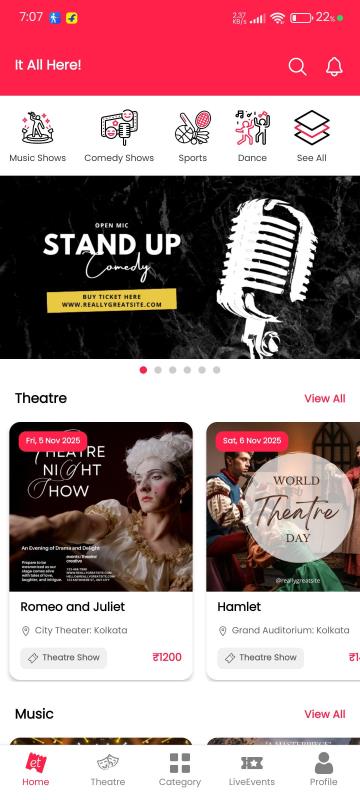 7:07
2.37
KB/s
22%
It All Here!
Music Shows
Comedy Shows
Sports
Dance
See All
OPEN MIC
STAND UP
Comedy
BUY TICKET HERE
WWW.REALLYGREATSITE.COM
Theatre
View All
Fri, 5 Nov 2025
THEATRE
NIGHT
SHOW
An Evening of Drama and Delight
Sat, 6 Nov 2025
WORLD
Theatre
DAY
@reallygreatsite
Romeo and Juliet
City Theater: Kolkata
Theatre Show
₹1200
Hamlet
Grand Auditorium: Kolkata
Theatre Show
Music
View All
et
Home
Theatre
Category
LiveEvents
Profile